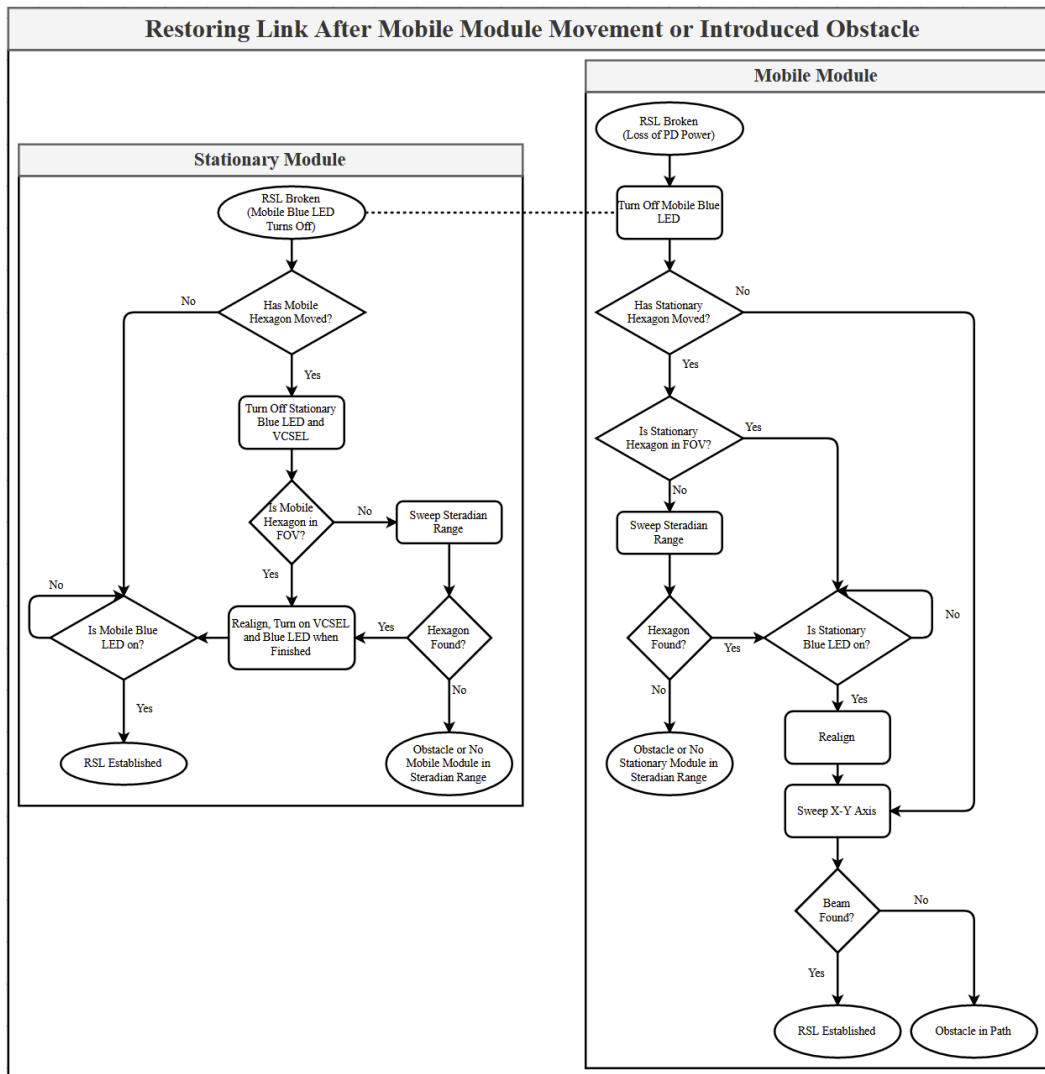 Restoring Link After Mobile Module Movement or Introduced Obstacle
Stationary Module
RSL Broken
(Mobile Blue LED
Turns Off)
Has Mobile
Hexagon Moved?
No
Yes
Turn Off Stationary
Blue LED and
VCSEL
Is Mobile
Hexagon in
FOV?
No
Sweep Steradian
Range
Yes
Hexagon
Found?
Yes
No
Realign, Turn on VCSEL
and Blue LED when
Finished
Is Mobile Blue
LED on?
No
Yes
RSL Established
Obstacle or No
Mobile Module in
Steradian Range
Mobile Module
RSL Broken
(Loss of PD Power)
Turn Off Mobile Blue
LED
Has Stationary
Hexagon Moved?
No
Yes
Is Stationary
Hexagon in FOV?
Yes
No
Sweep Steradian
Range
Hexagon
Found?
Yes
No
Obstacle or No
Stationary Module in
Steradian Range
Is Stationary
Blue LED on?
No
Yes
Realign
Sweep X-Y Axis
Beam
Found?
No
Yes
RSL Established
Obstacle in Path